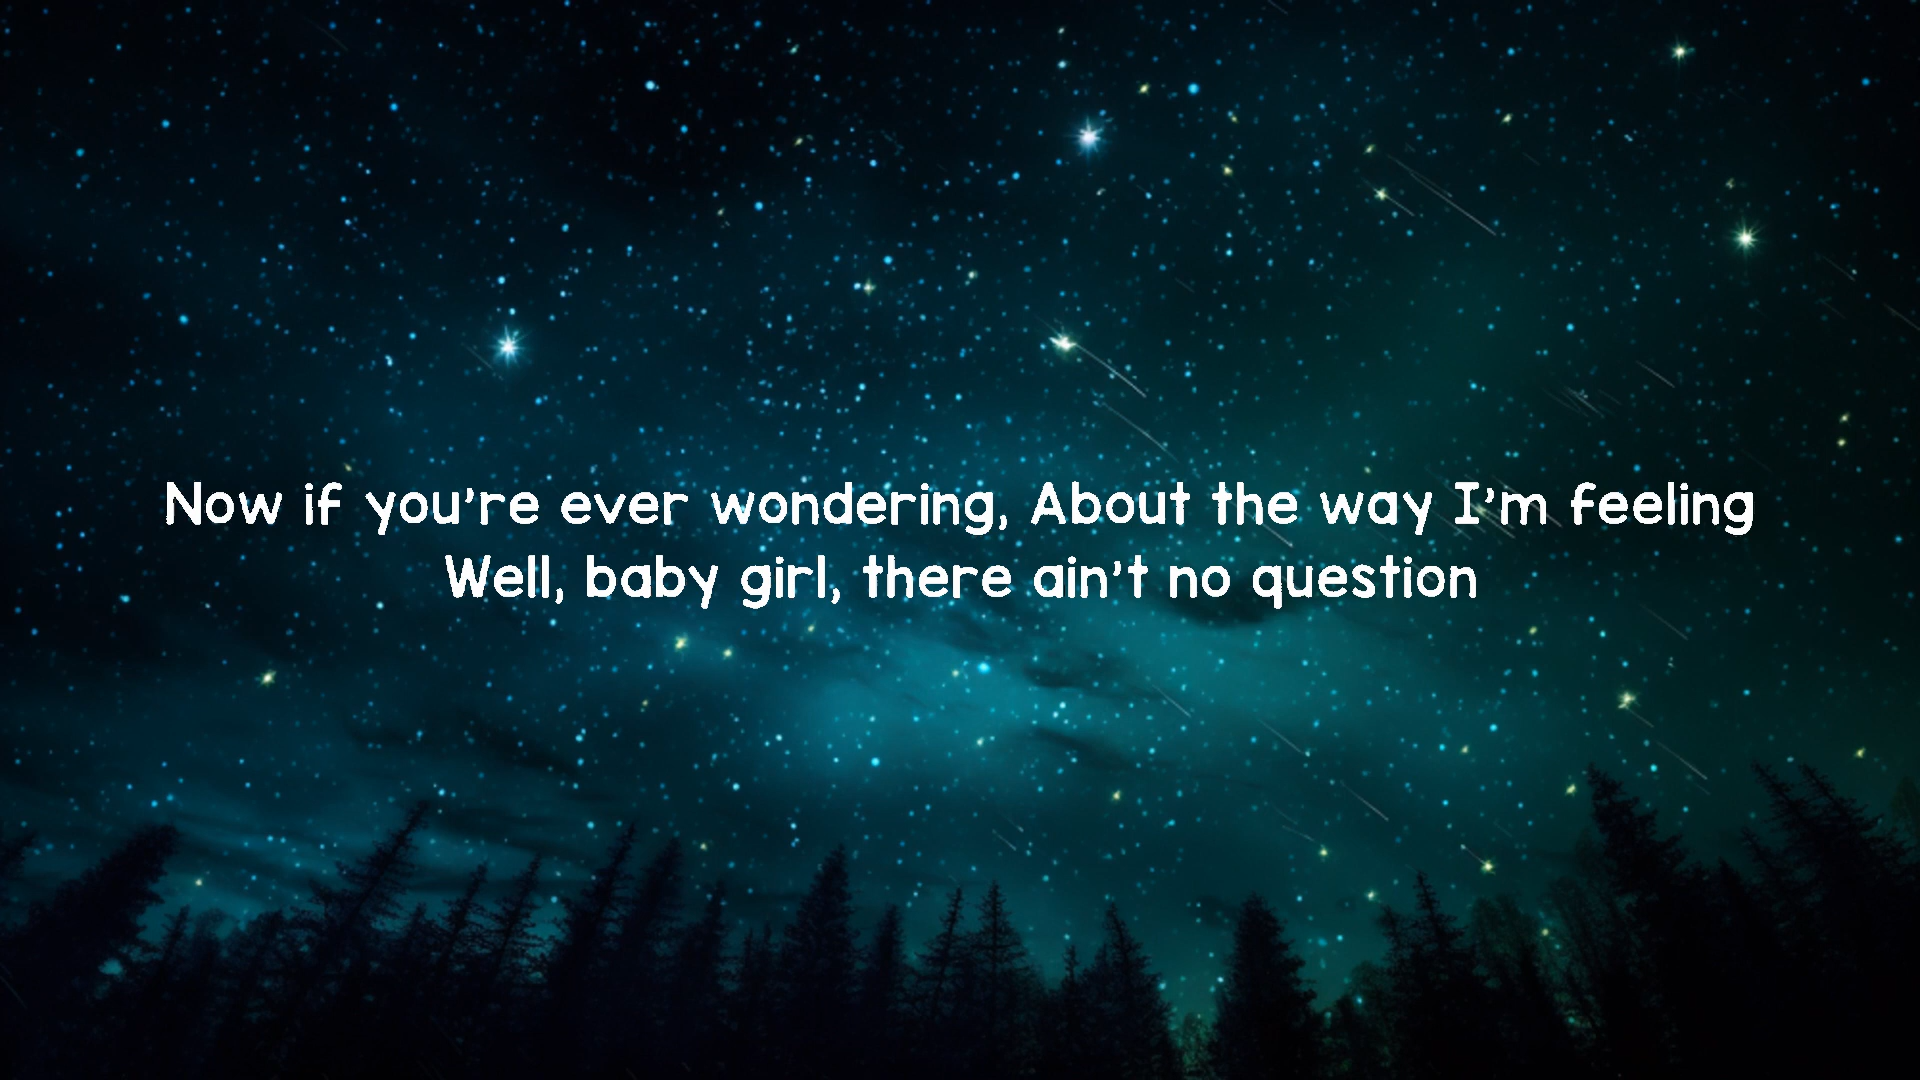 Now if you're ever wondering, About the way I'm feeling
Well, baby girl, there ain't no question